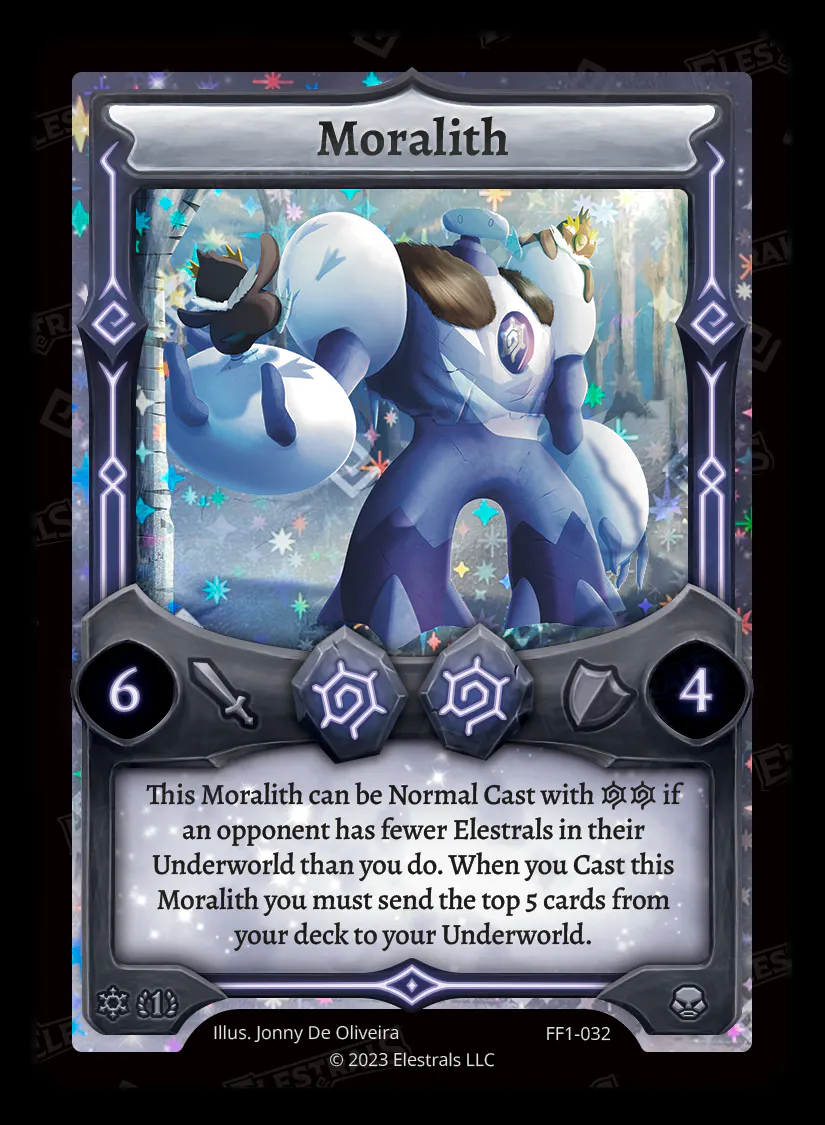 Moralith
6
4
This Moralith can be Normal Cast with if
an opponent has fewer Elestrals in their
Underworld than you do. When you Cast this
Moralith you must send the top 5 cards from
your deck to your Underworld.
1
Illus. Jonny De Oliveira
FF1-032
© 2023 Elestrals LLC